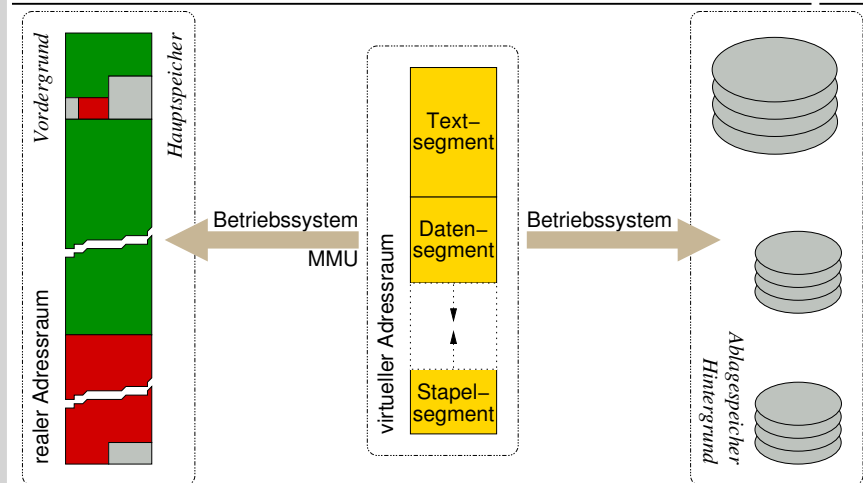 Vordergrund
Hauptspeicher
realer Adressraum
Betriebssystem
MMU
virtueller Adressraum
Text–
segment
Daten–
segment
Stapel–
segment
Betriebssystem
Ablagespeicher
Hintergrund